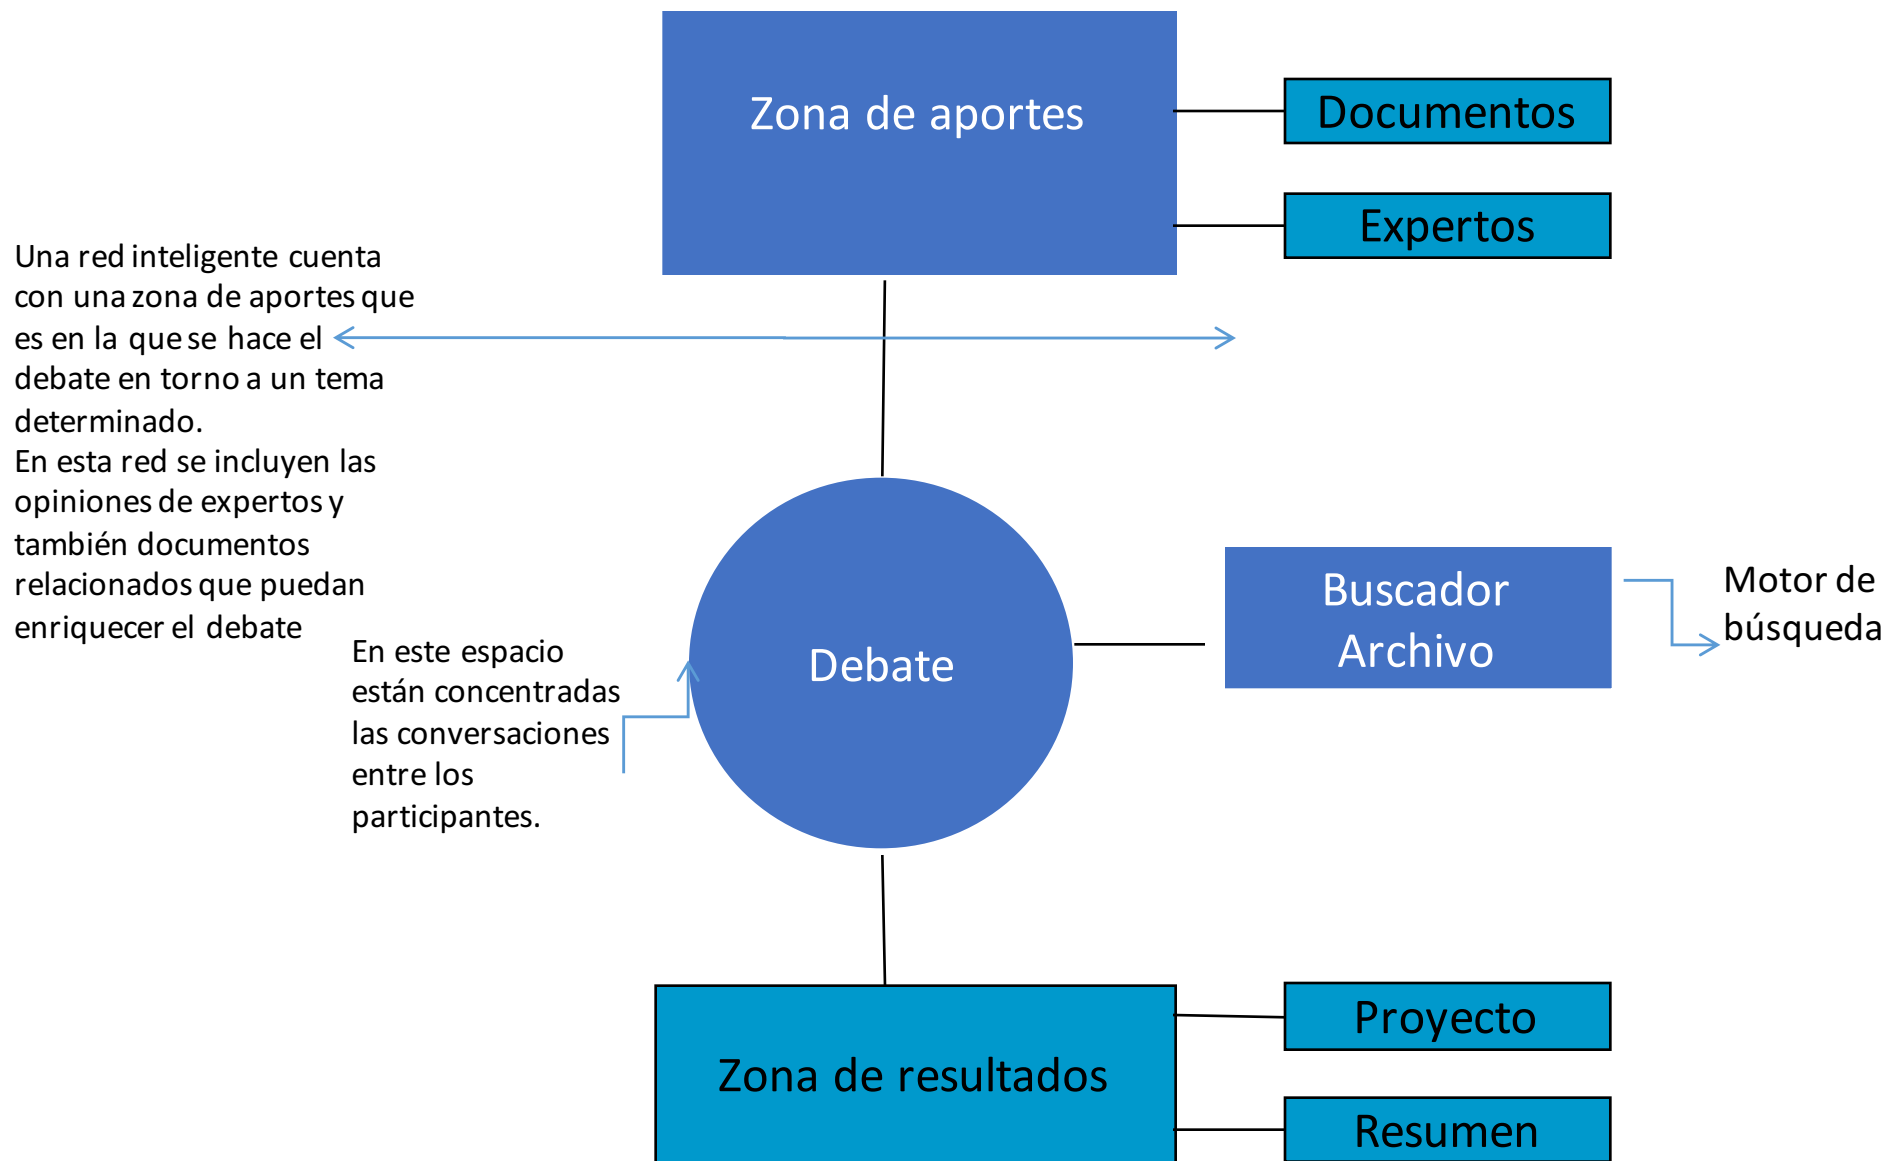 Zona de aportes
Documentos
Expertos
Una red inteligente cuenta
con una zona de aportes que
es en la que se hace el
debate en torno a un tema
determinado.
En esta red se incluyen las
opiniones de expertos y
también documentos
relacionados que puedan
enriquecer el debate
En este espacio
están concentradas
las conversaciones
entre los
participantes.
Debate
Buscador
Archivo
Motor de
búsqueda
Zona de resultados
Proyecto
Resumen